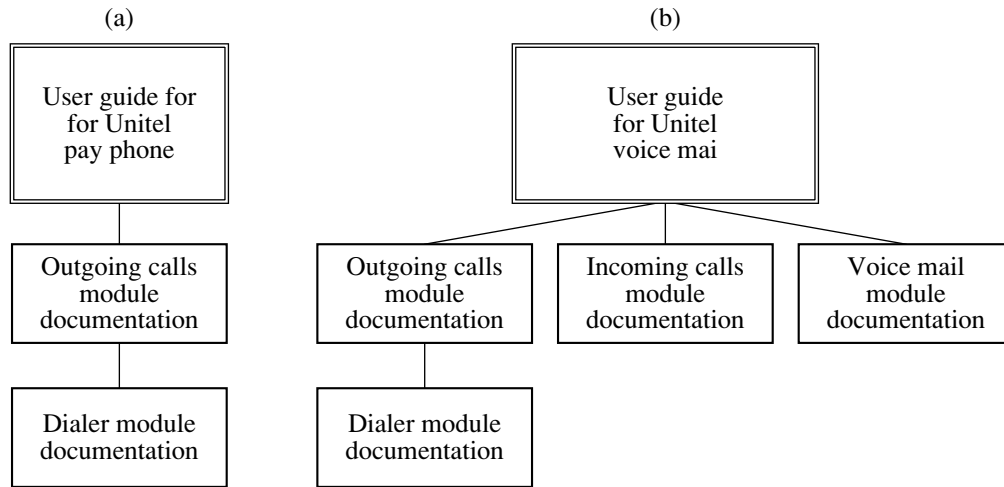 (a)
User guide for
for Unitel
pay phone
Outgoing calls
module
documentation
Dialer module
documentation
(b)
User guide
for Unitel
voice mai
Outgoing calls
module
documentation
Incoming calls
module
documentation
Voice mail
module
documentation
Dialer module
documentation